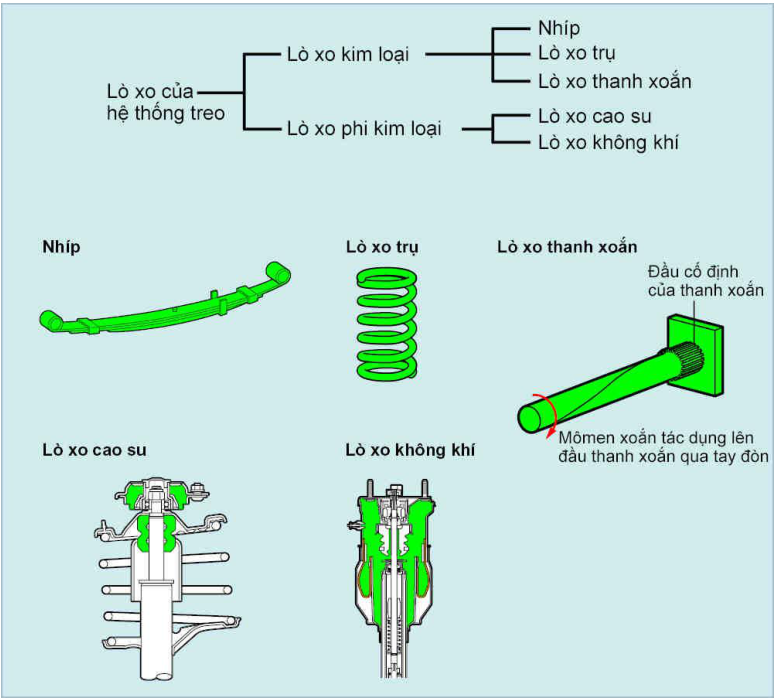 Nhíp
Lò xo kim loại
Lò xo trụ
Lò xo thanh xoắn
Lò xo của
hệ thống treo
Lò xo phi kim loại
Lò xo cao su
Lò xo không khí
Nhíp
Lò xo trụ
Lò xo thanh xoắn
Đầu cố định
của thanh xoắn
Mômen xoắn tác dụng lên
đầu thanh xoắn qua tay đòn
Lò xo cao su
Lò xo không khí